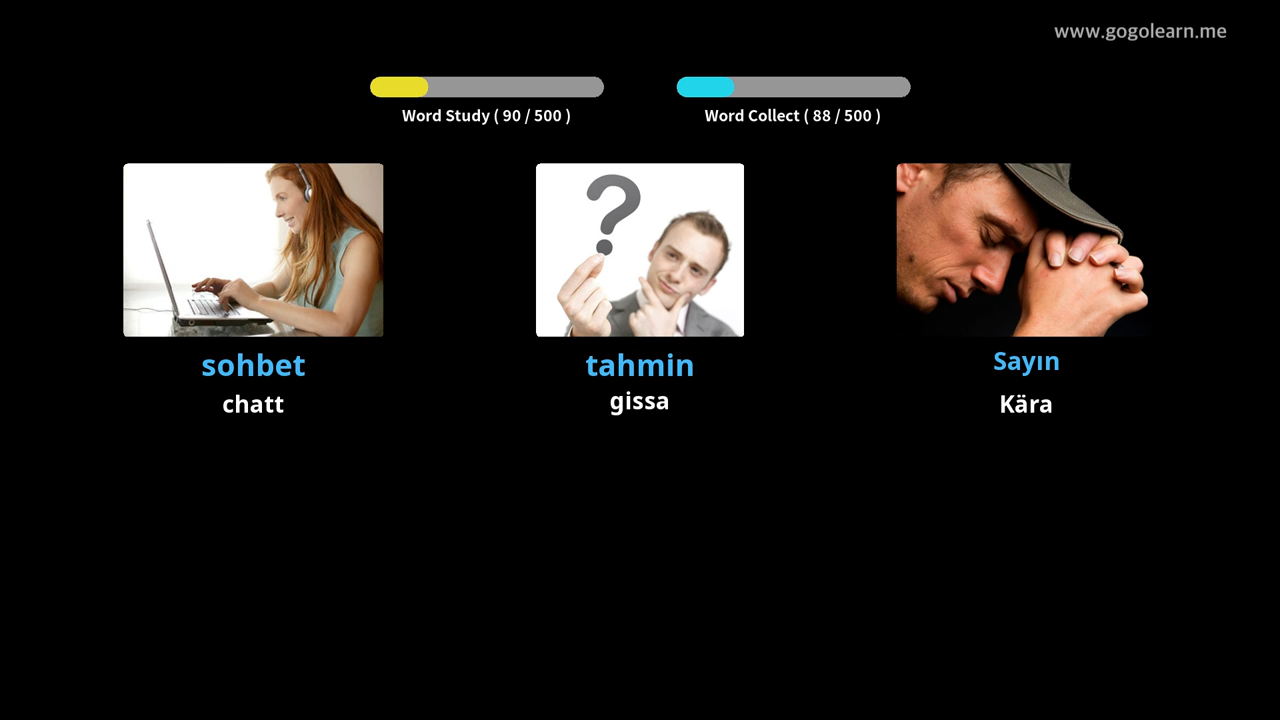 www.gogolearn.me
Word Study ( 90 / 500 )
Word Collect ( 88 / 500 )
sohbet
chatt
tahmin
gissa
Sayın
Kära